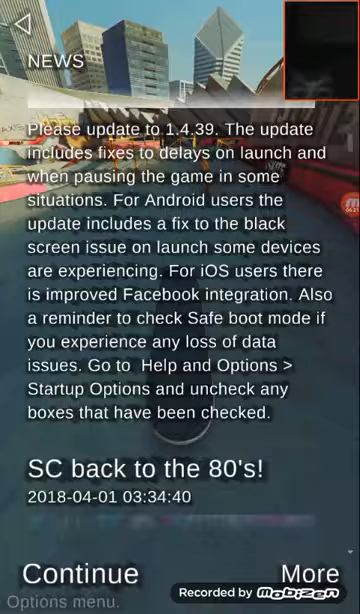 NEWS
Please update to 1.4.39. The update
includes fixes to delays on launch and
when pausing the game in some
situations. For Android users the
update includes a fix to the black
screen issue on launch some devices
are experiencing. For iOS users there
is improved Facebook integration. Also
a reminder to check Safe boot mode if
you experience any loss of data
issues. Go to Help and Options >
Startup Options and uncheck any
boxes that have been checked.
SC back to the 80's!
2018-04-01 03:34:40
Continue
More
Recorded by mobizen
Options menu.